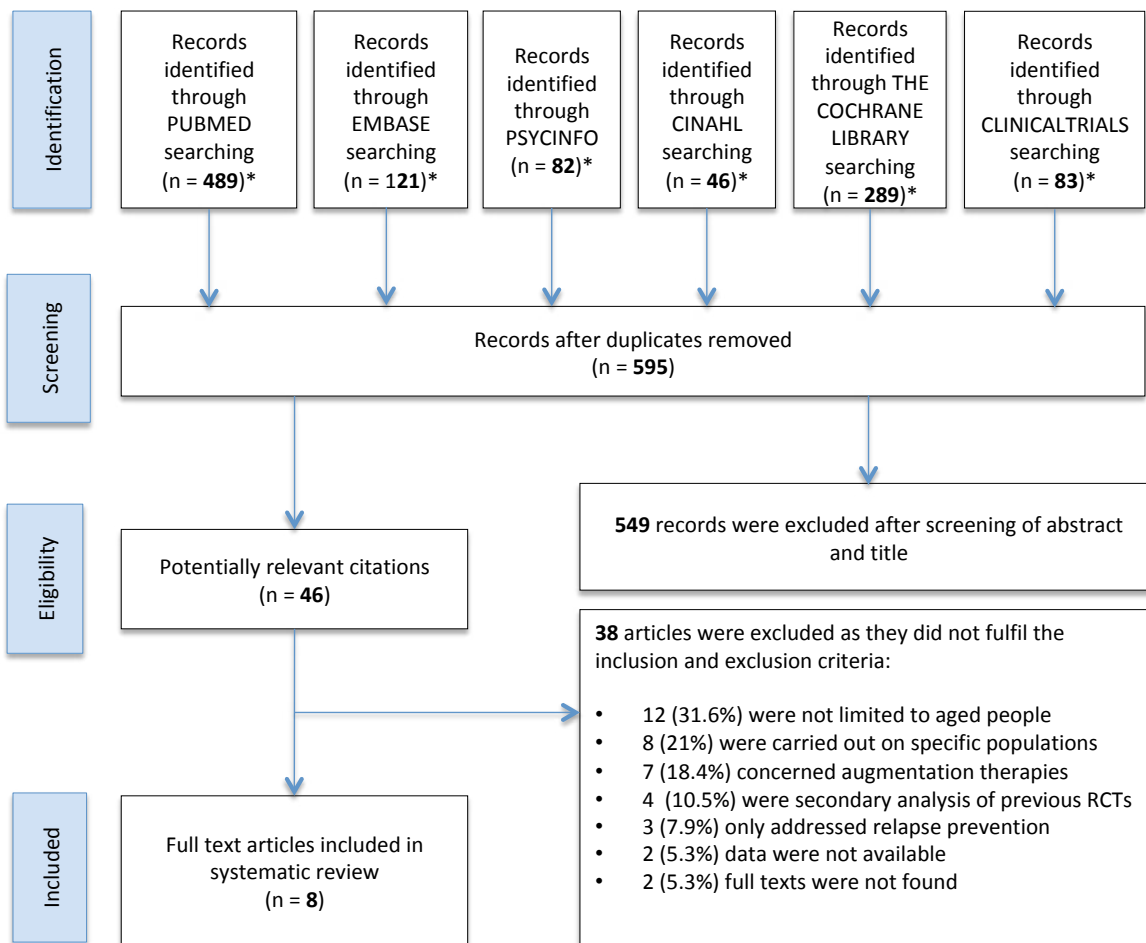 Identification
Records
identified
through
PUBMED
searching
(n = 489)*
Records
identified
through
EMBASE
searching
(n = 121)*
Records
identified
through
PSYCINFO
(n = 82)*
Records
identified
through
CINAHL
searching
(n = 46)*
Records
identified
through THE
COCHRANE
LIBRARY
searching
(n = 289)*
Records
identified
through
CLINICALTRIALS
searching
(n = 83)*
Screening
Records after duplicates removed
(n = 595)
Eligibility
Potentially relevant citations
(n = 46)
549 records were excluded after screening of abstract
and title
38 articles were excluded as they did not fulfil the
inclusion and exclusion criteria:
• 12 (31.6%) were not limited to aged people
• 8 (21%) were carried out on specific populations
• 7 (18.4%) concerned augmentation therapies
• 4 (10.5%) were secondary analysis of previous RCTs
• 3 (7.9%) only addressed relapse prevention
• 2 (5.3%) data were not available
• 2 (5.3%) full texts were not found
Included
Full text articles included in
systematic review
(n = 8)